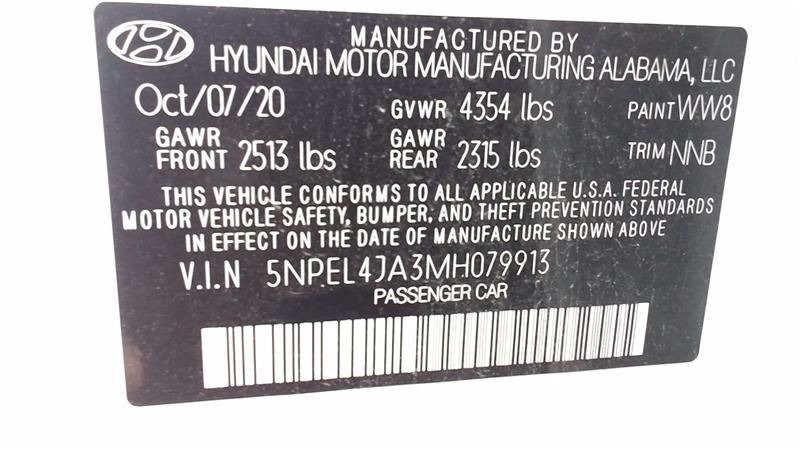 MANUFACTURED BY
HYUNDAI MOTOR MANUFACTURING ALABAMA, LLC
Oct/07/20 GVWR 4354 lbs PAINT WW8
GAWR FRONT 2513 lbs GAWR REAR 2315 lbs TRIM NNB
THIS VEHICLE CONFORMS TO ALL APPLICABLE U.S.A. FEDERAL
MOTOR VEHICLE SAFETY, BUMPER, AND THEFT PREVENTION STANDARDS
IN EFFECT ON THE DATE OF MANUFACTURE SHOWN ABOVE
V.I.N 5NPEL4JA3MH079913
PASSENGER CAR